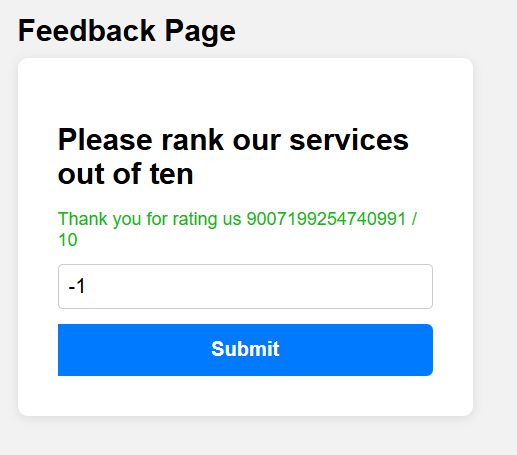 Feedback Page
Please rank our services
out of ten
Thank you for rating us 9007199254740991 /
10
-1
Submit